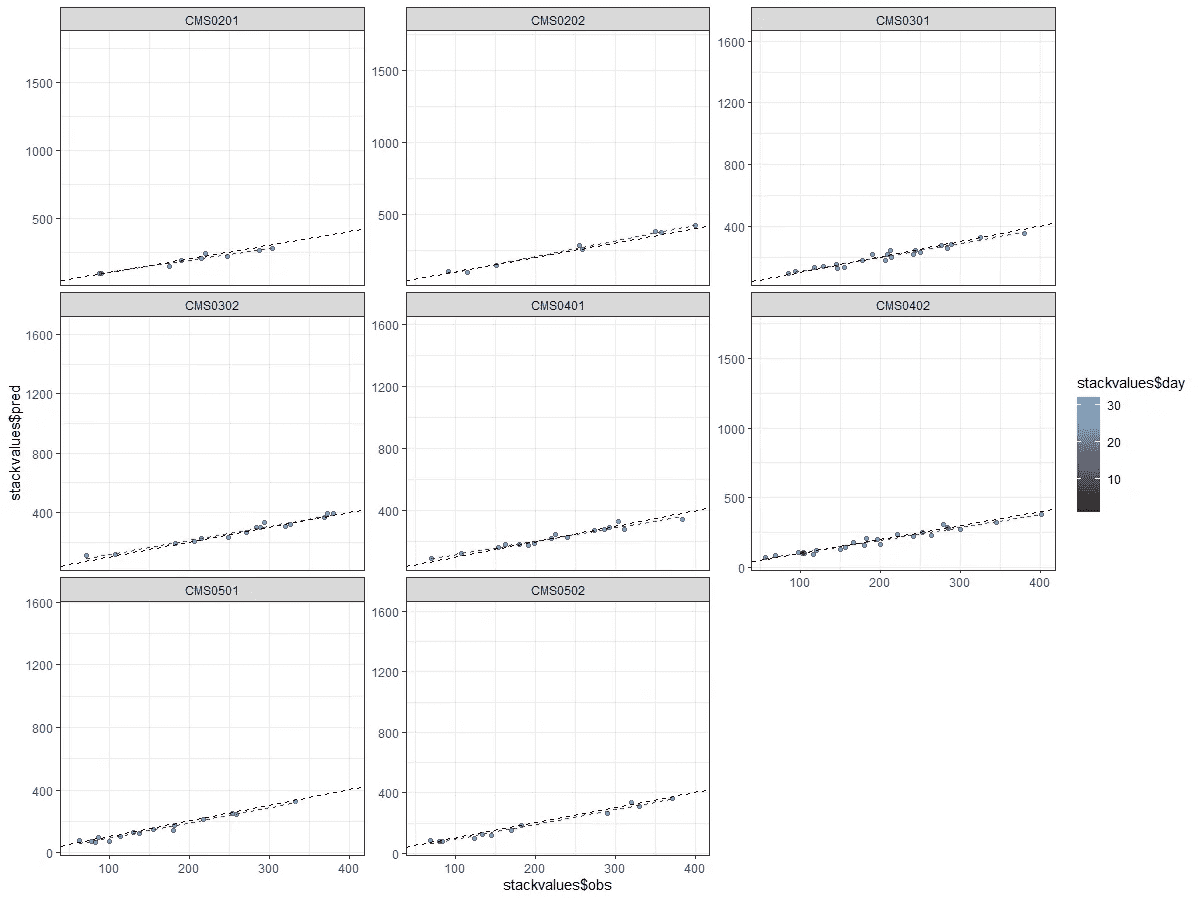 CMS0201 CMS0202 CMS0301
1500 1000 500
1500 1000 500
1600 1200 800 400
CMS0302 CMS0401 CMS0402
1600 1200 800 400
1600 1200 800 400
1500 1000 500 0
100 200 300 400
CMS0501 CMS0502
1600 1200 800 400 0
1600 1200 800 400 0
100 200 300 400
100 200 300 400
stackvalues$pred
stackvalues$obs
stackvalues$day
30
20
10